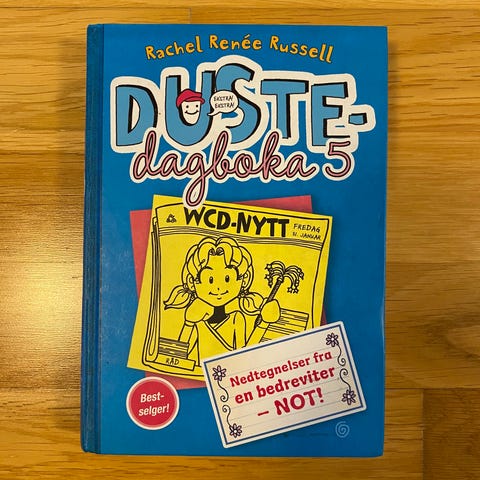 Rachel Renée Russell
DUSTE-
EKSTRA!
EKSTRA!
dagboka 5
WCD-NYTT
FREDAG
11. JANUAR
RÅD
Nedtegnelser fra
en bedreviter
– NOT!
Best-
selger!